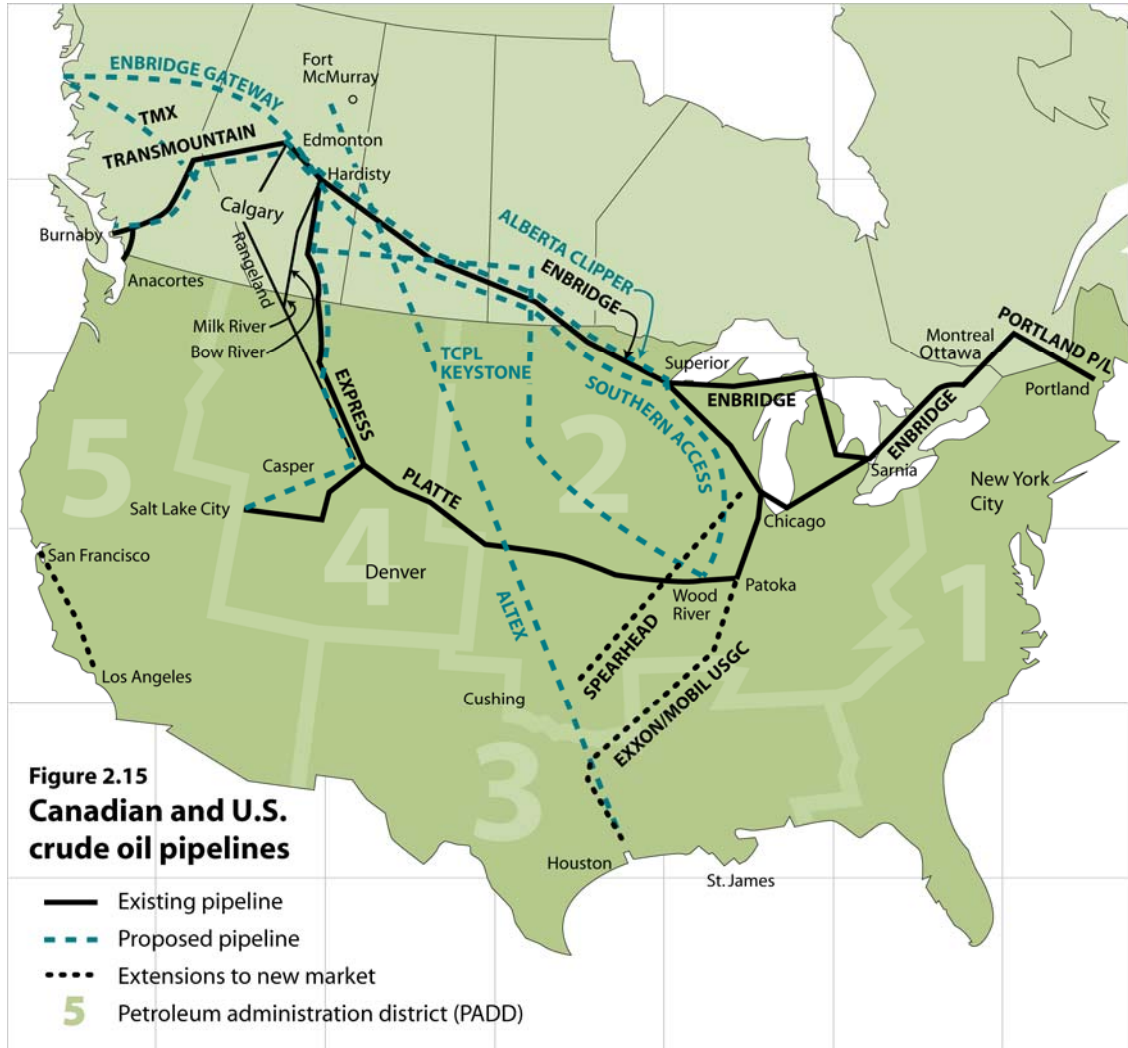 ENBRIDGE GATEWAY
Fort
McMurray
TMX
TRANSMOUNTAIN
Edmonton
Hardisty
Calgary
Burnaby
Rangeland
ALBERTA CLIPPER
ENBRIDGE
Anacortes
Milk River
Bow River
Montreal
Ottawa
PORTLAND P/L
Superior
TCPL
KEYSTONE
Portland
ENBRIDGE
ENBRIDGE
EXPRESS
SOUTHERN ACCESS
5
2
Casper
Sarnia
New York
City
PLATTE
Salt Lake City
Chicago
San Francisco
4
Denver
Wood
River
Patoka
ALTEX
1
SPEARHEAD
Los Angeles
Cushing
EXXON/MOBIL USGC
3
Figure 2.15
Canadian and U.S.
crude oil pipelines
Houston
St. James
Existing pipeline
Proposed pipeline
Extensions to new market
5 Petroleum administration district (PADD)